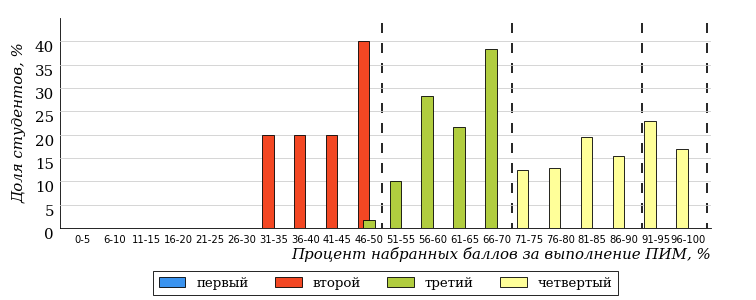 Доля студентов, %
40
35
30
25
20
15
10
5
0
0-5 6-10 11-15 16-20 21-25 26-30 31-35 36-40 41-45 46-50 51-55 56-60 61-65 66-70 71-75 76-80 81-85 86-90 91-95 96-100
Процент набранных баллов за выполнение ПИМ, %
первый второй третий четвертый